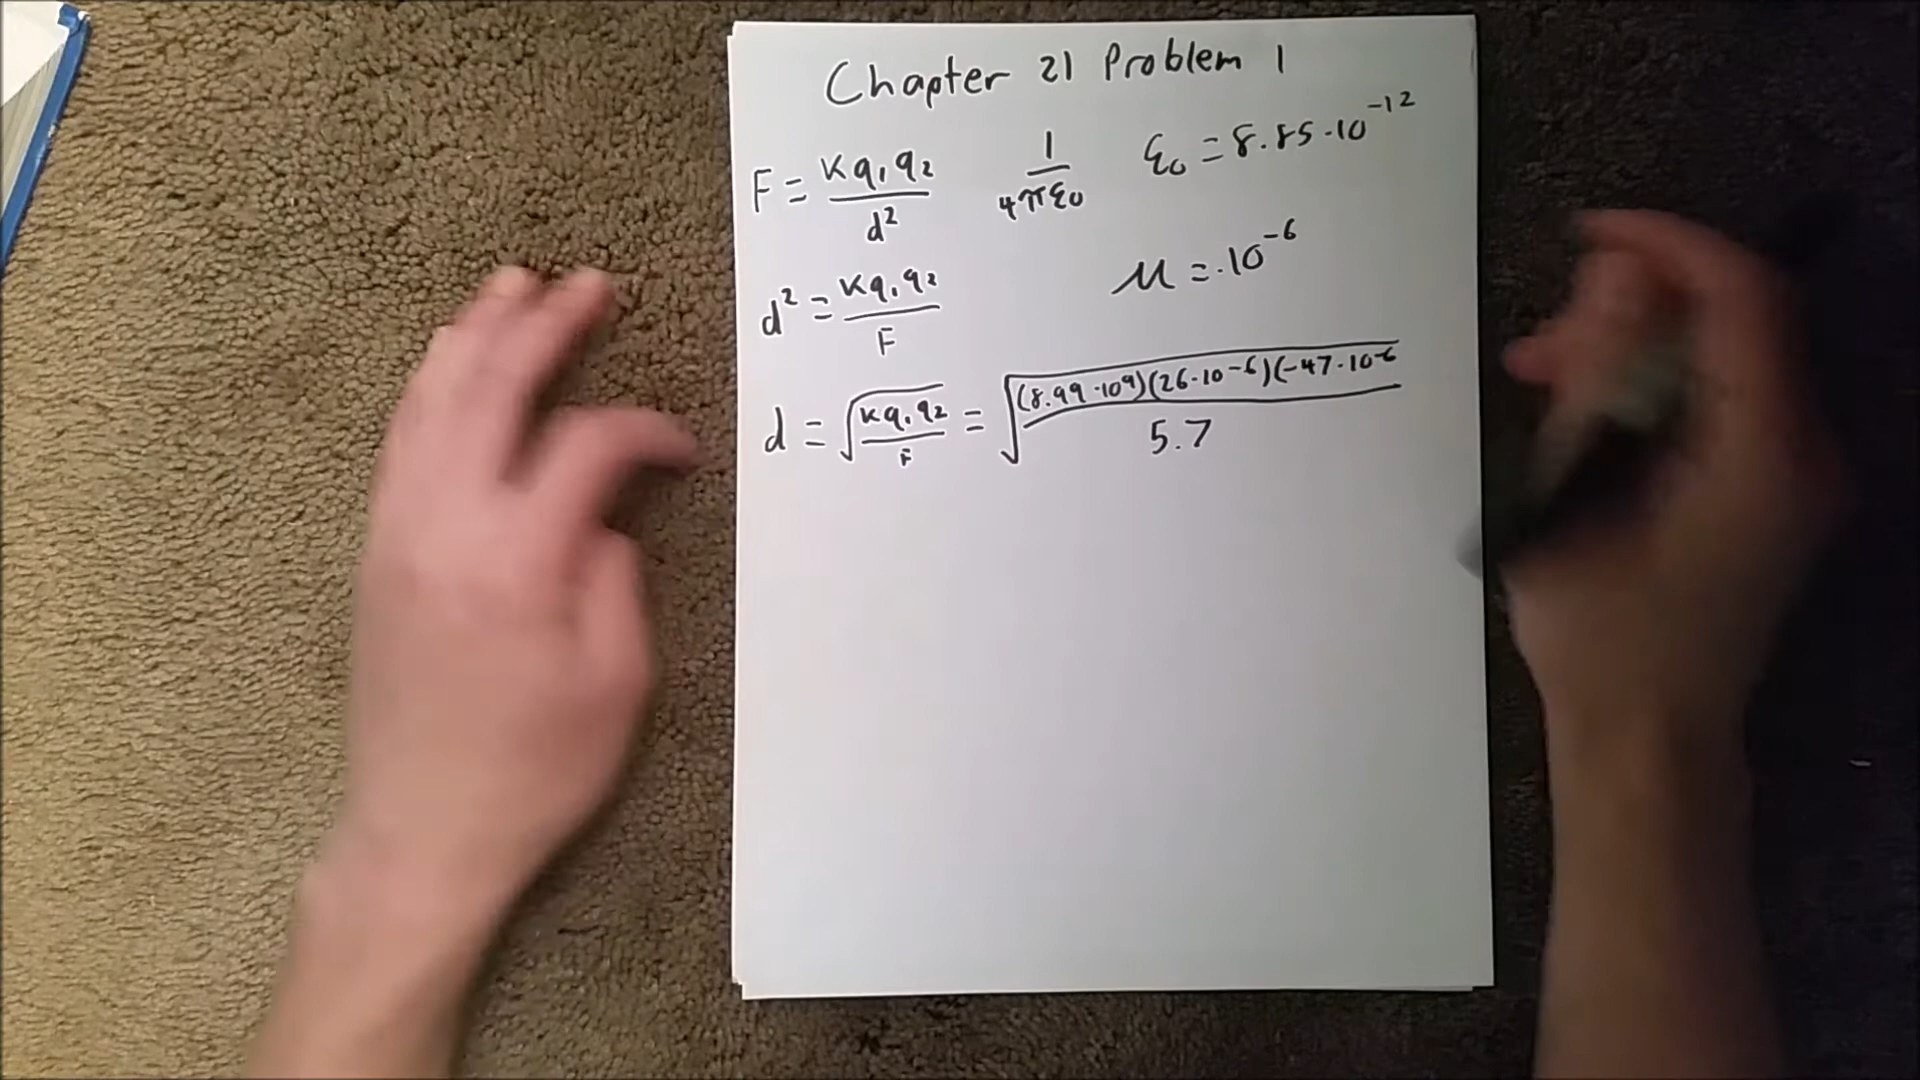 Chapter 21 Problem 1
F = Kq₁q₂/d² 1/4πε₀ ε₀ = 8.85·10⁻¹²
d² = Kq₁q₂/F μ = ·10⁻⁶
d = √(Kq₁q₂/F) = √((8.99·10⁹)(26·10⁻⁶)(-47·10⁻⁶/5.7)